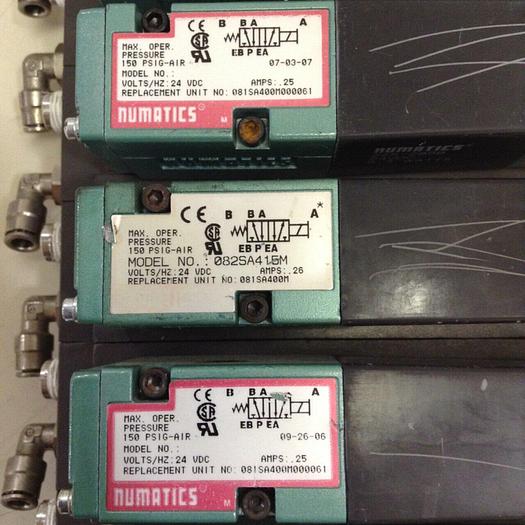 CE B BA A
MAX. OPER.
PRESSURE
150 PSIG-AIR EB P EA 07-03-07
MODEL NO.:
VOLTS/HZ: 24 VDC AMPS: .25
REPLACEMENT UNIT NO: 081SA400M000061
NUMATICS® M
NUMATICS
CE B BA A*
MAX. OPER.
PRESSURE
150 PSIG-AIR EB P EA
MODEL NO.: 082SA415M
VOLTS/HZ: 24 VDC AMPS: .26
REPLACEMENT UNIT NO: 081SA400M
CE B BA A
MAX. OPER.
PRESSURE
150 PSIG-AIR EB P EA 09-26-06
MODEL NO.:
VOLTS/HZ: 24 VDC AMPS: .25
REPLACEMENT UNIT NO: 081SA400M000061
NUMATICS® M